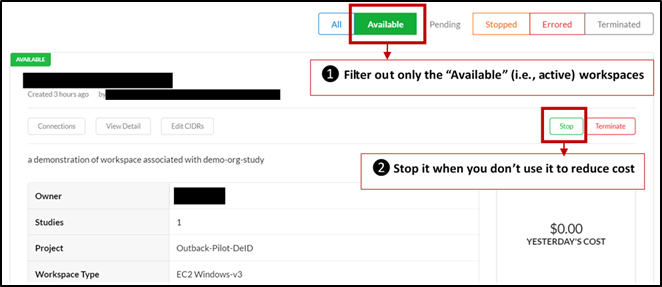 All Available Pending Stopped Errored Terminated
AVAILABLE
❶ Filter out only the “Available” (i.e., active) workspaces
Created 3 hours ago by
Connections View Detail Edit CIDRs Stop Terminate
a demonstration of workspace associated with demo-org-study
❷ Stop it when you don’t use it to reduce cost
Owner
Studies 1
Project Outback-Pilot-DeID
Workspace Type EC2 Windows-v3
$0.00
YESTERDAY'S COST